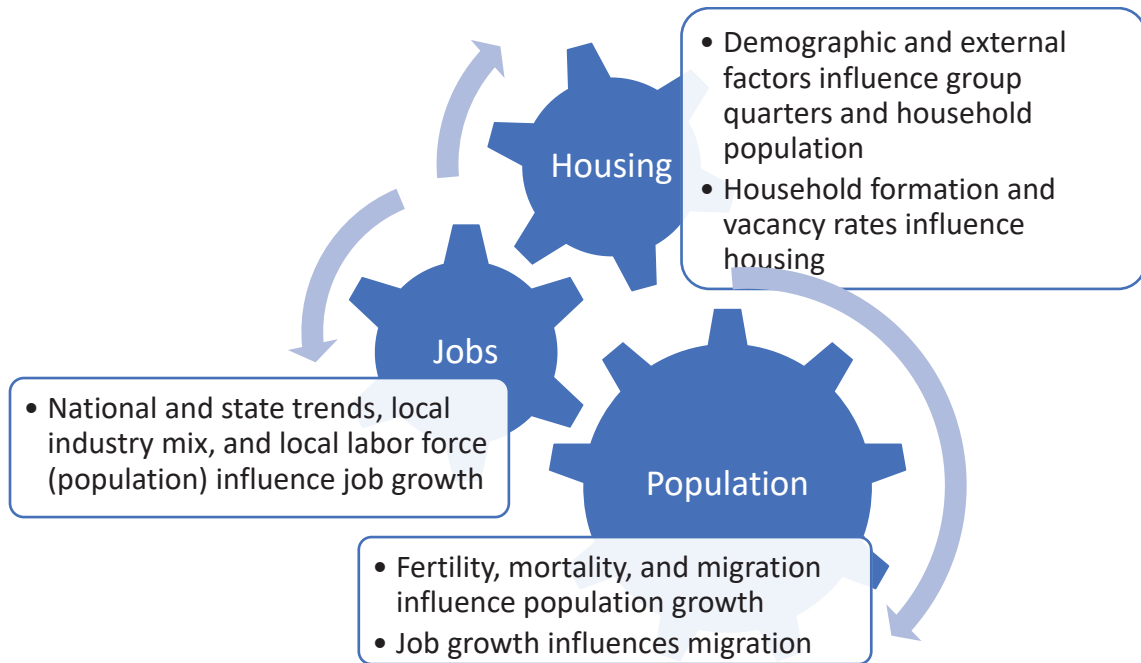 Housing
• Demographic and external
factors influence group
quarters and household
population
• Household formation and
vacancy rates influence
housing
Jobs
• National and state trends, local
industry mix, and local labor force
(population) influence job growth
Population
• Fertility, mortality, and migration
influence population growth
• Job growth influences migration